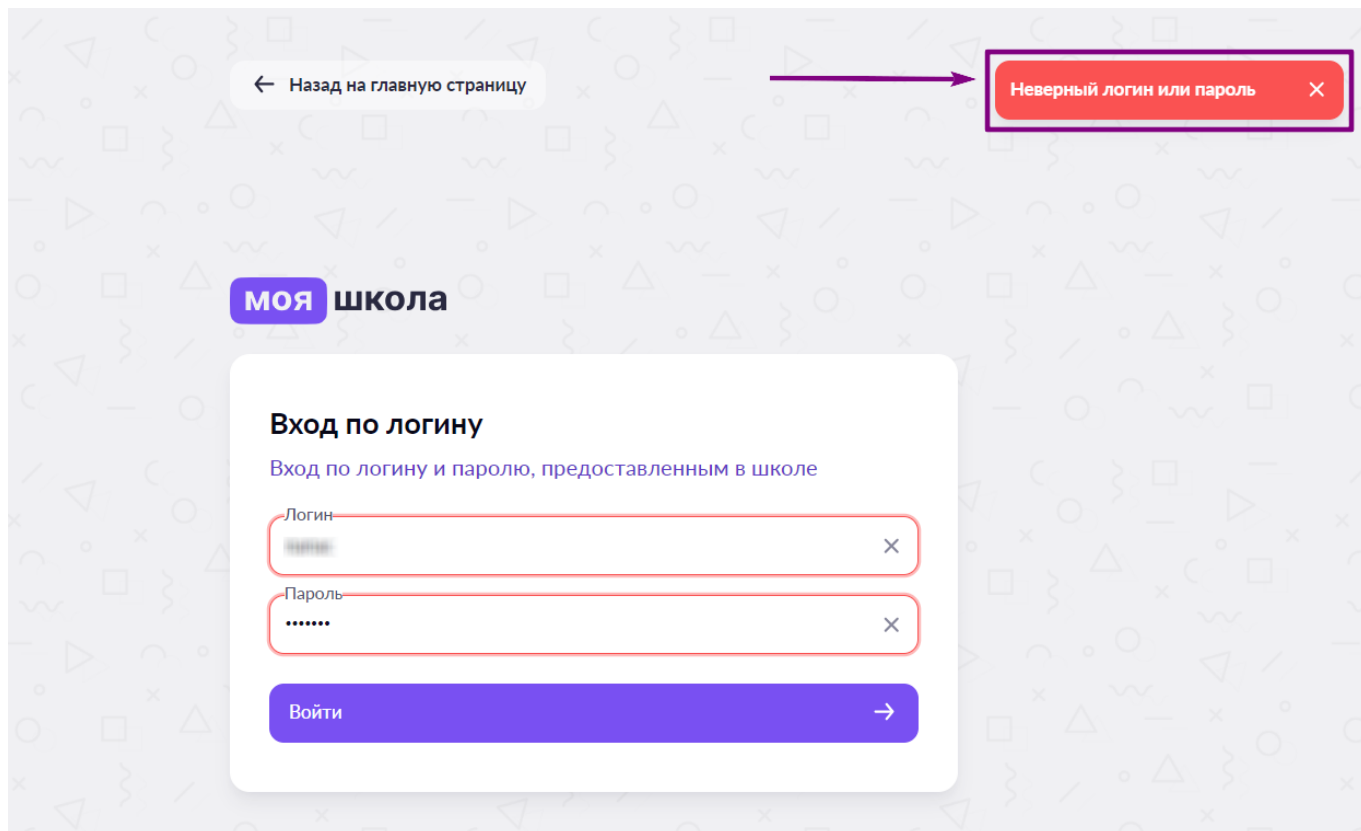 Назад на главную страницу
Неверный логин или пароль
моя школа
Вход по логину
Вход по логину и паролю, предоставленным в школе
Логин
Пароль
•••••••
Войти